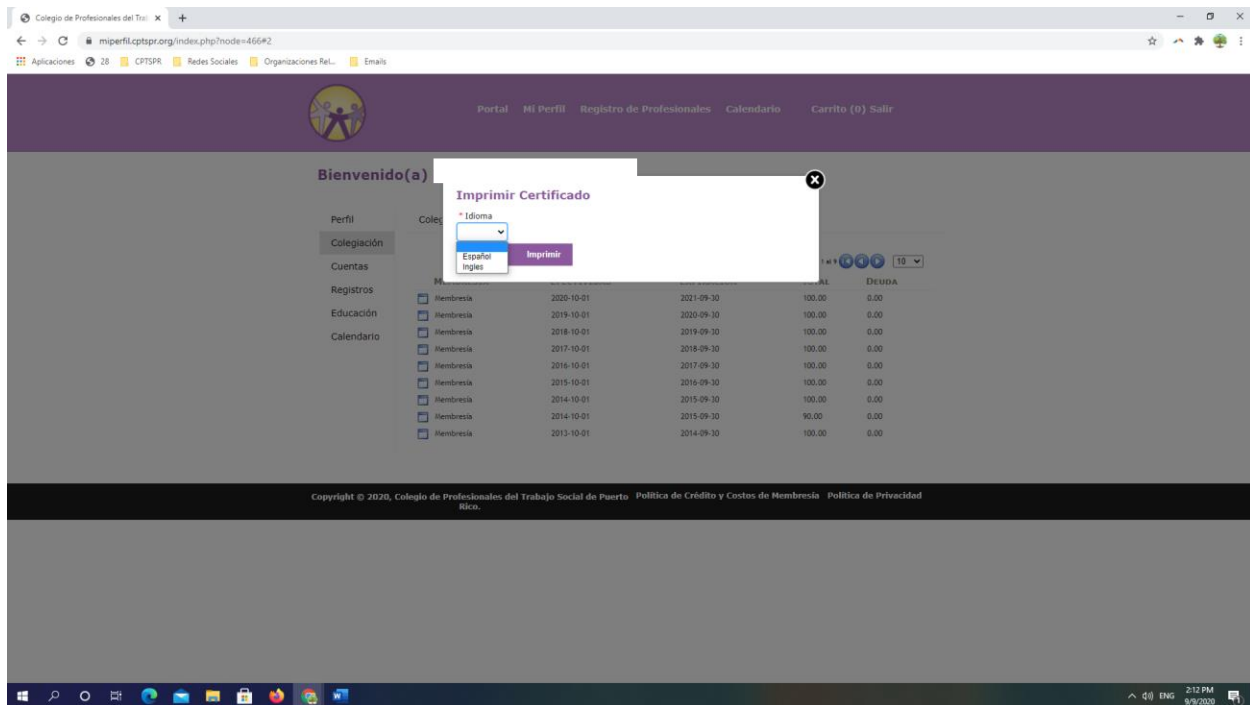 Colegio de Profesionales del Tra
miperfil.cptspr.org/index.php?node=466#2
Aplicaciones 28 CPTSPR Redes Sociales Organizaciones Rel... Emails
Portal Mi Perfil Registro de Profesionales Calendario Carrito (0) Salir
Bienvenido(a)
Imprimir Certificado
* Idioma
Español
Ingles
Imprimir
Perfil
Colegiación
Cuentas
Registros
Educación
Calendario
10
DEUDA
Membresía 2020-10-01 2021-09-30 100.00 0.00
Membresía 2019-10-01 2020-09-30 100.00 0.00
Membresía 2018-10-01 2019-09-30 100.00 0.00
Membresía 2017-10-01 2018-09-30 100.00 0.00
Membresía 2016-10-01 2017-09-30 100.00 0.00
Membresía 2015-10-01 2016-09-30 100.00 0.00
Membresía 2014-10-01 2015-09-30 100.00 0.00
Membresía 2014-10-01 2015-09-30 90.00 0.00
Membresía 2013-10-01 2014-09-30 100.00 0.00
Copyright © 2020, Colegio de Profesionales del Trabajo Social de Puerto Rico.
Política de Crédito y Costos de Membresía Política de Privacidad
ENG 2:12 PM
9/9/2020